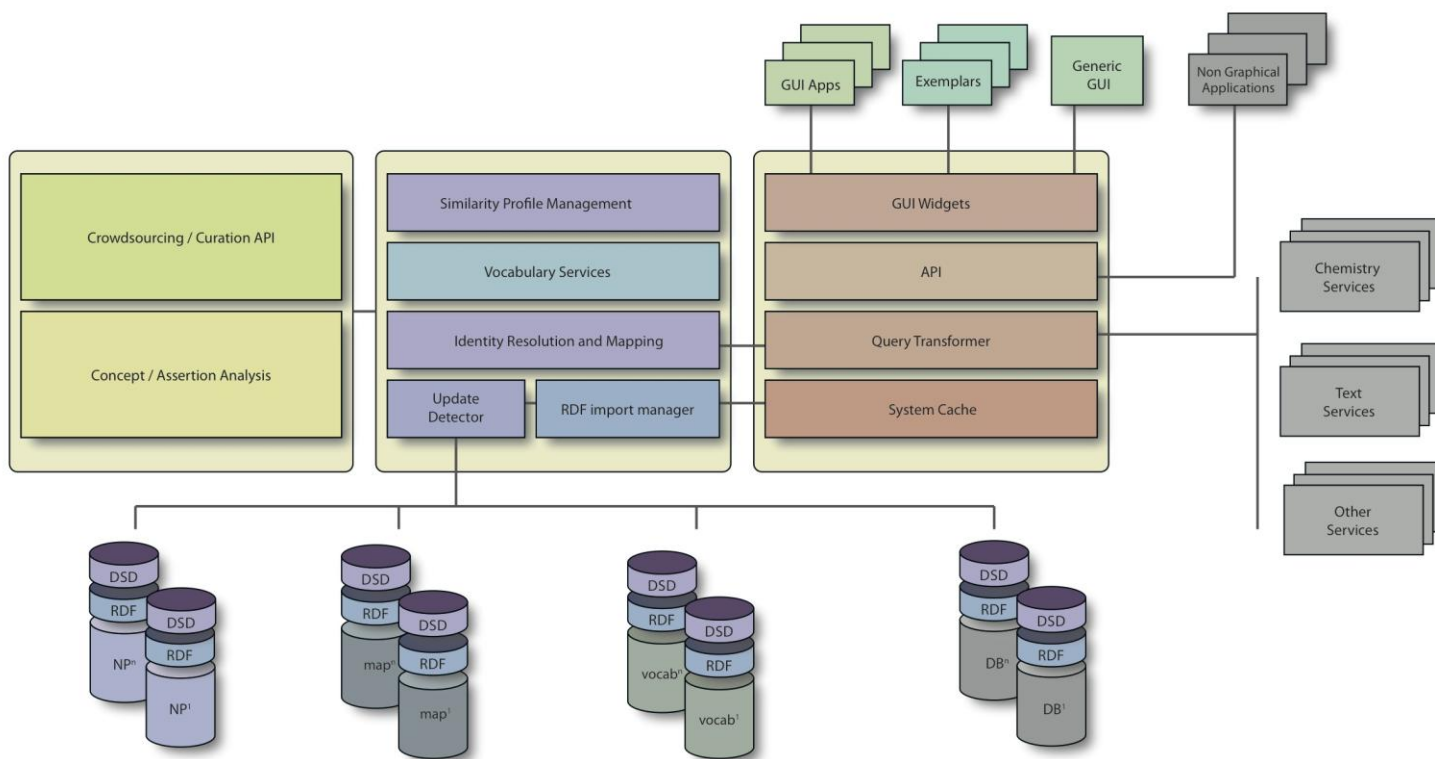 GUI Apps
Exemplars
Generic
GUI
Non Graphical
Applications
Crowdsourcing / Curation API
Concept / Assertion Analysis
Similarity Profile Management
Vocabulary Services
Identity Resolution and Mapping
Update
Detector
RDF import manager
GUI Widgets
API
Query Transformer
System Cache
Chemistry
Services
Text
Services
Other
Services
DSD
RDF
NPⁿ
DSD
RDF
NP¹
DSD
RDF
mapⁿ
DSD
RDF
map¹
DSD
RDF
vocabⁿ
DSD
RDF
vocab¹
DSD
RDF
DBⁿ
DSD
RDF
DB¹